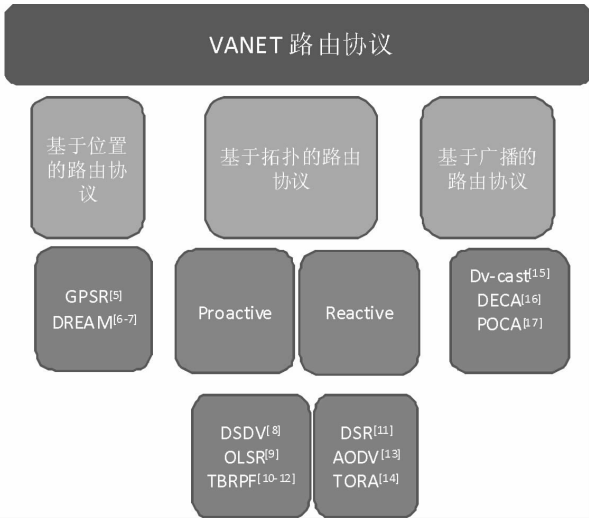 VANET 路由协议
基于位置
的路由协
议
基于拓扑的路由
协议
基于广播的
路由协议
GPSR[5]
DREAM[6-7]
Proactive
Reactive
Dv-cast[15]
DECA[16]
POCA[17]
DSDV[8]
OLSR[9]
TBRPF[10-12]
DSR[11]
AODV[13]
TORA[14]